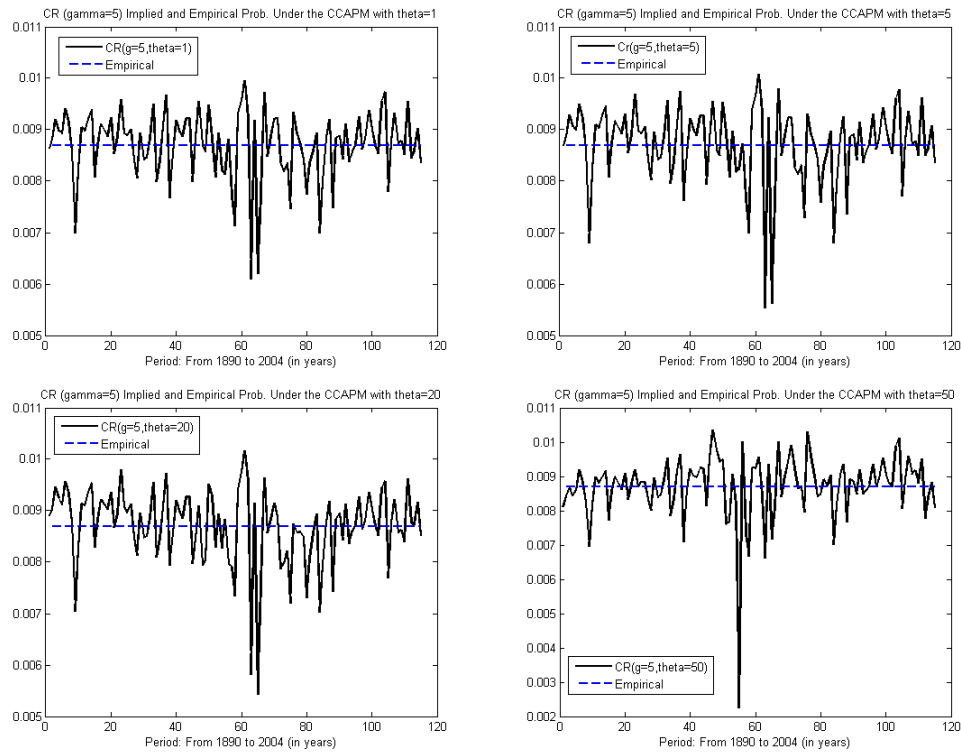 CR (gamma=5) Implied and Empirical Prob. Under the CCAPM with theta=1
0.011
0.01
0.009
0.008
0.007
0.006
0.005
CR(g=5,theta=1)
Empirical
0 20 40 60 80 100 120
Period: From 1890 to 2004 (in years)
CR (gamma=5) Implied and Empirical Prob. Under the CCAPM with theta=5
0.011
0.01
0.009
0.008
0.007
0.006
0.005
Cr(g=5,theta=5)
Empirical
0 20 40 60 80 100 120
Period: From 1890 to 2004 (in years)
CR (gamma=5) Implied and Empirical Prob. Under the CCAPM with theta=20
0.011
0.01
0.009
0.008
0.007
0.006
0.005
CR(g=5,theta=20)
Empirical
0 20 40 60 80 100 120
Period: From 1890 to 2004 (in years)
CR (gamma=5) Implied and Empirical Prob. Under the CCAPM with theta=50
0.011
0.01
0.009
0.008
0.007
0.006
0.005
0.004
0.003
0.002
CR(g=5,theta=50)
Empirical
0 20 40 60 80 100 120
Period: From 1890 to 2004 (in years)